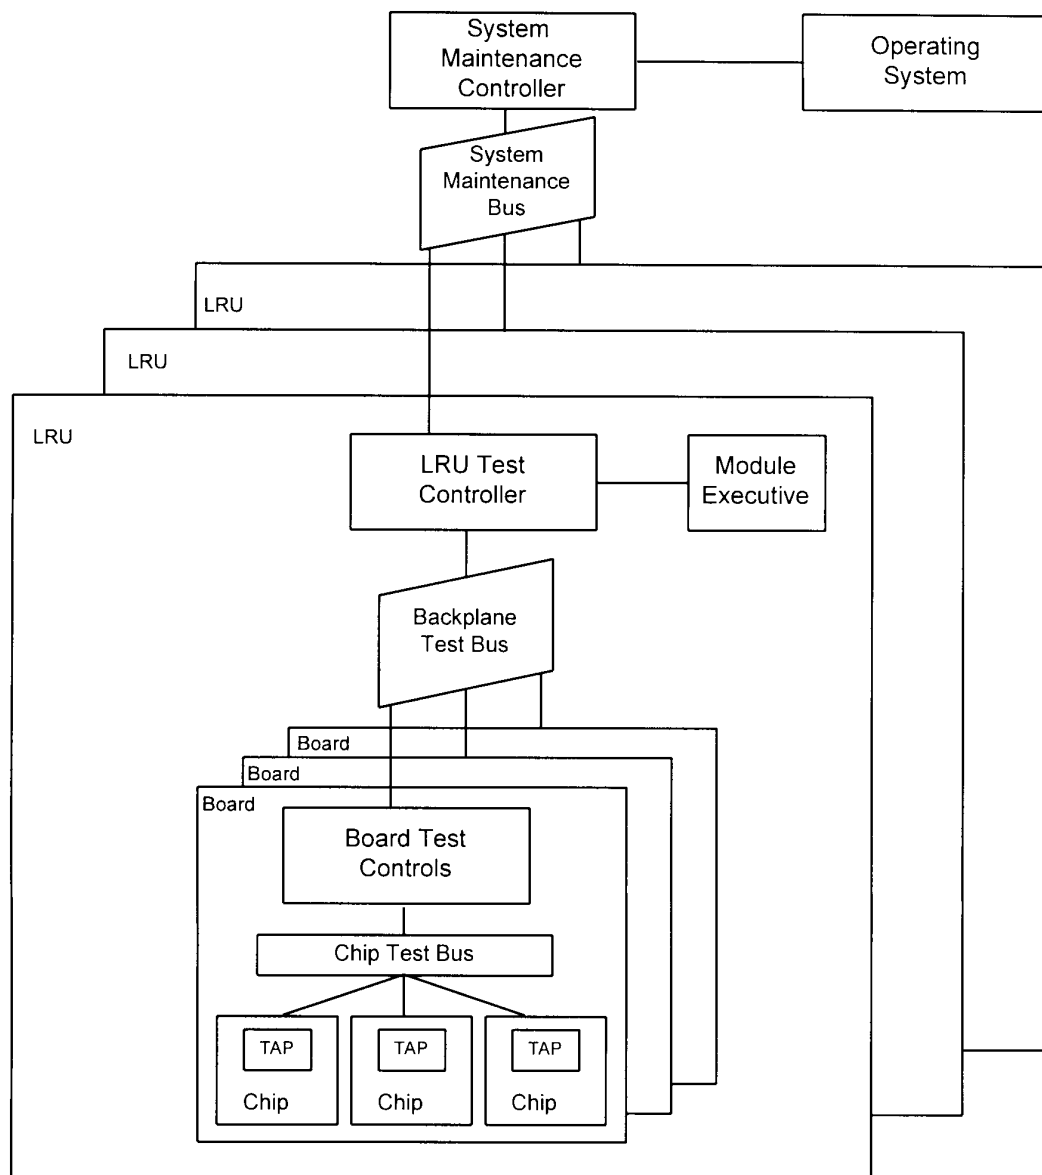 System
Maintenance
Controller
Operating
System
System
Maintenance
Bus
LRU
LRU
LRU
LRU Test
Controller
Module
Executive
Backplane
Test Bus
Board
Board
Board
Board Test
Controls
Chip Test Bus
TAP
TAP
TAP
Chip
Chip
Chip